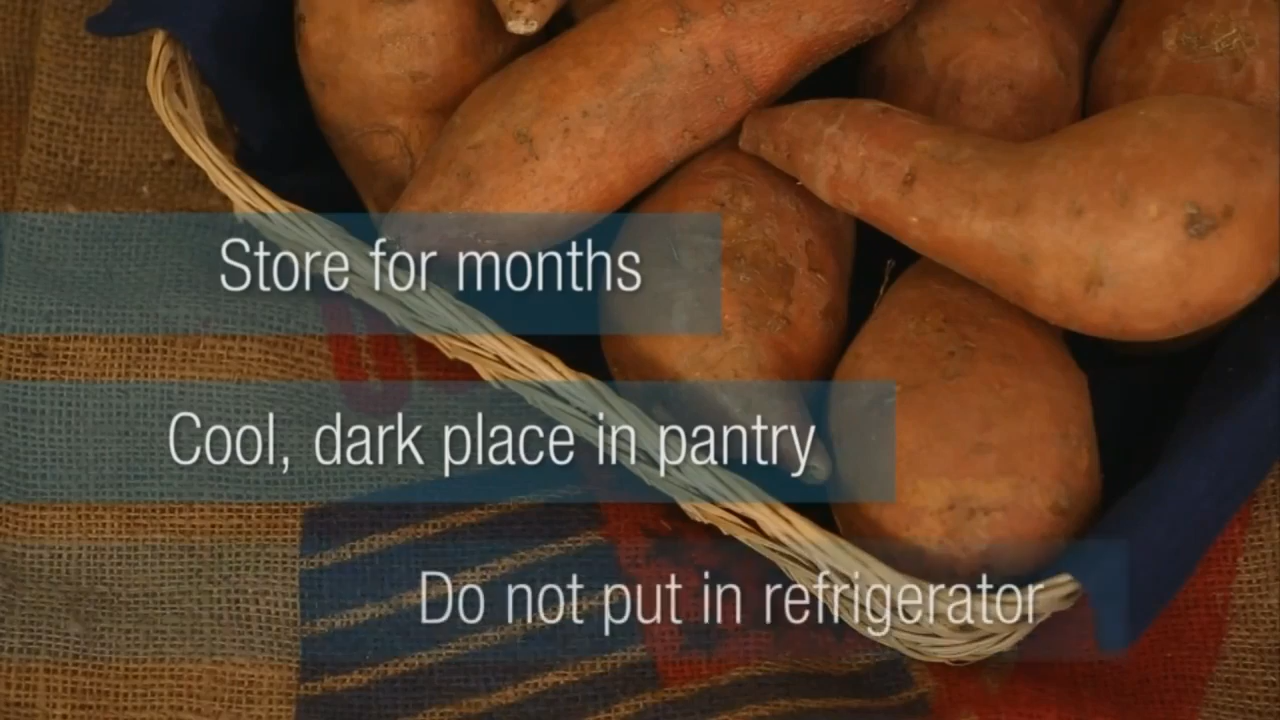 Store for months
Cool, dark place in pantry
Do not put in refrigerator